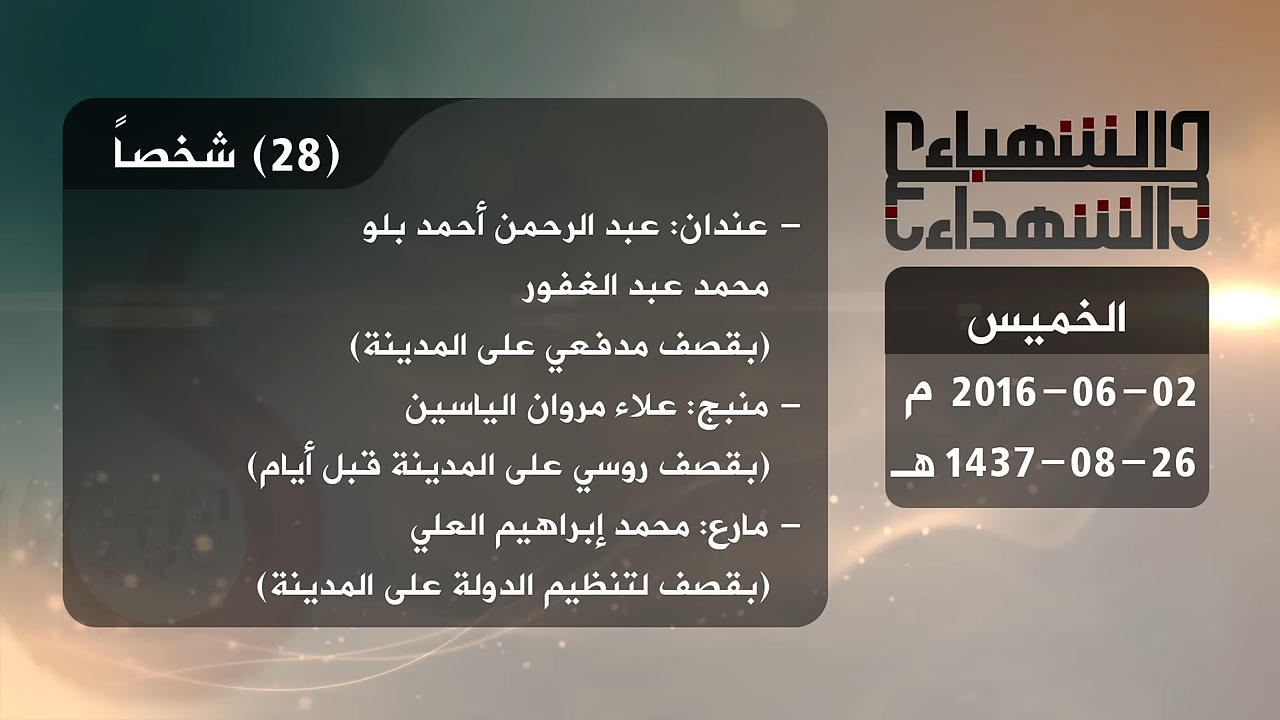 والشهباء
والشهداء
الخميس
02-06-2016 م
26-08-1437 هـ
(28) شخصاً
- عندان: عبد الرحمن أحمد بلو
محمد عبد الغفور
(بقصف مدفعي على المدينة)
- منبج: علاء مروان الياسين
(بقصف روسي على المدينة قبل أيام)
- مارع: محمد إبراهيم العلي
(بقصف لتنظيم الدولة على المدينة)